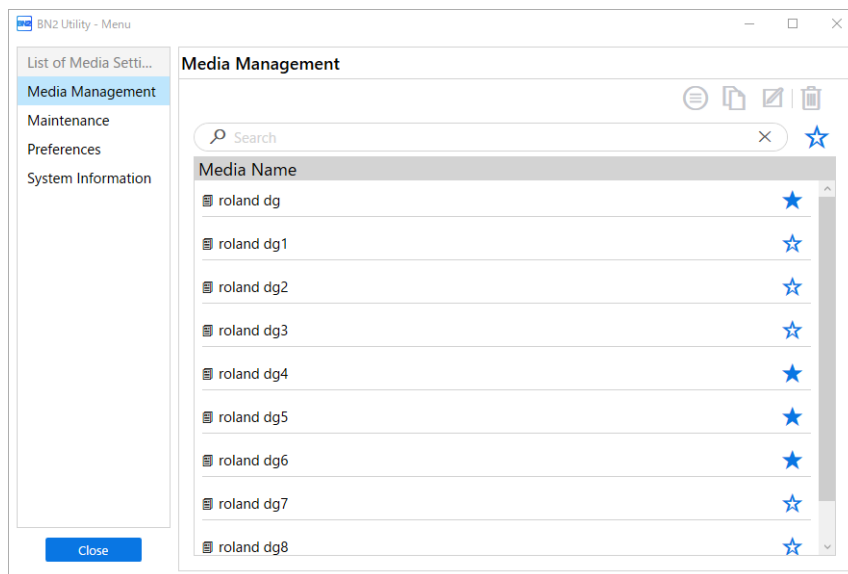 BN2 BN2 Utility - Menu
List of Media Setti...
Media Management
Maintenance
Preferences
System Information
Close
Media Management
Search
Media Name
roland dg
roland dg1
roland dg2
roland dg3
roland dg4
roland dg5
roland dg6
roland dg7
roland dg8